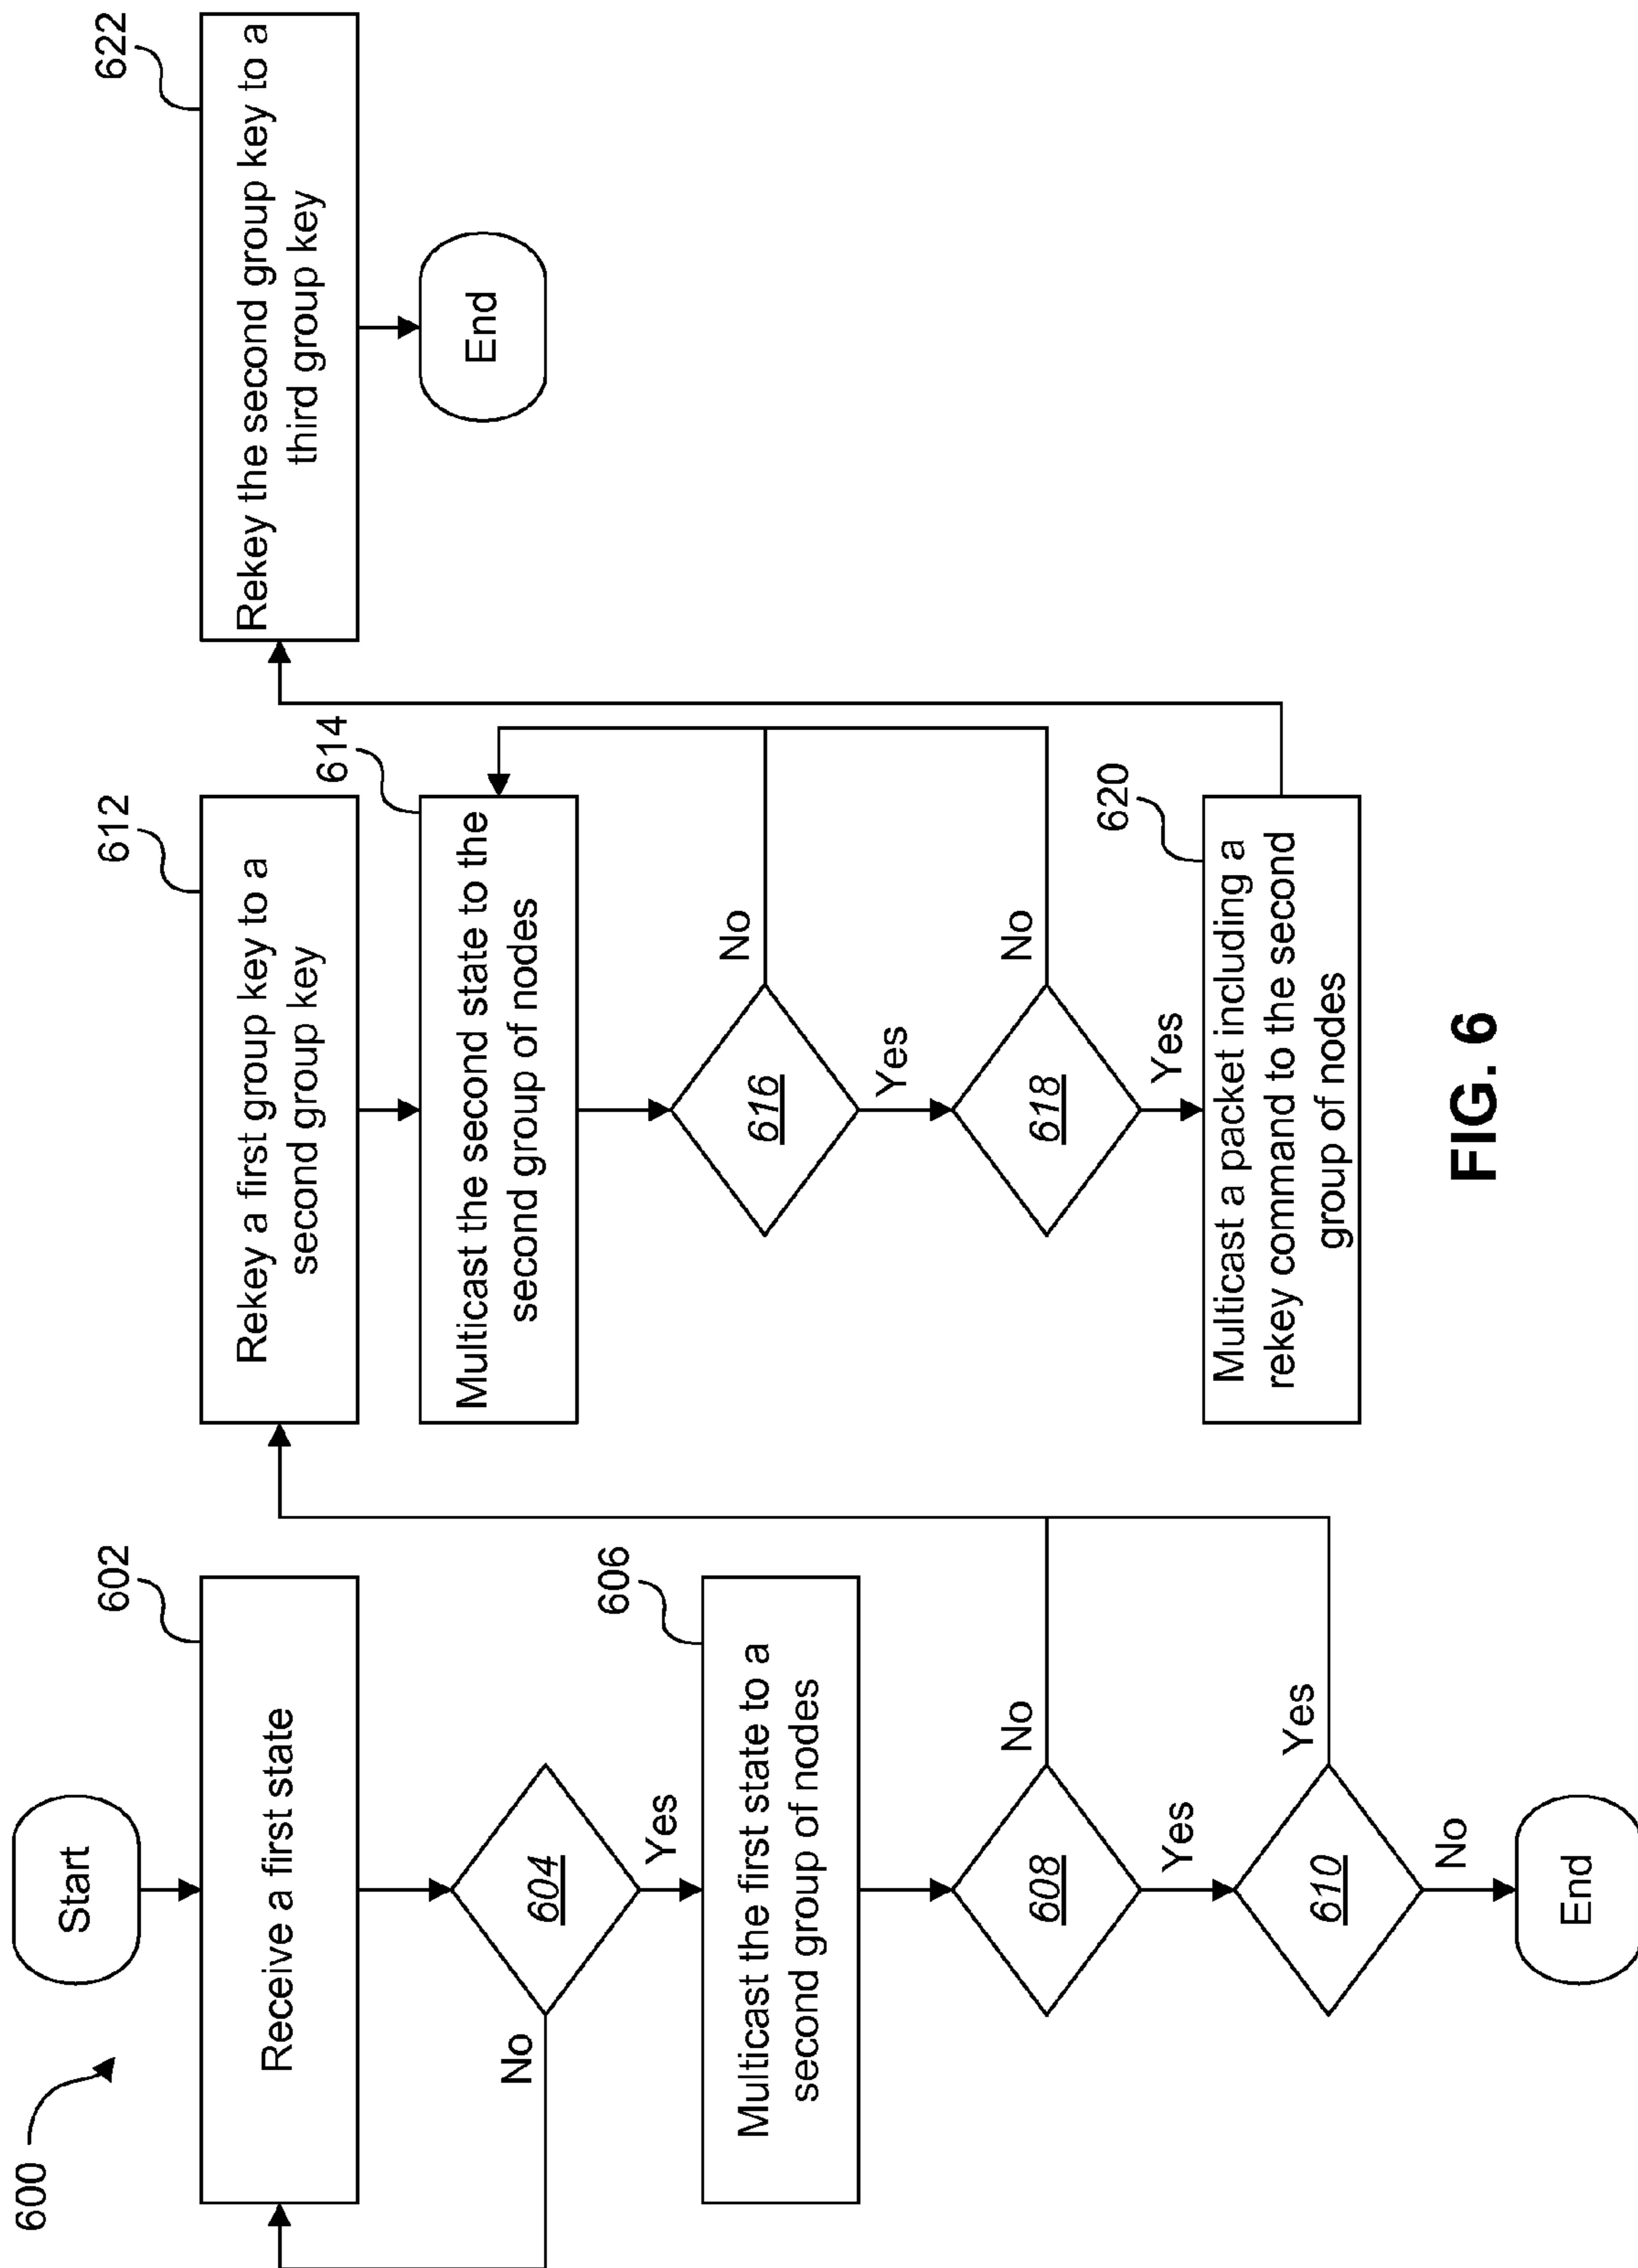 600
Start
602
Receive a first state
604
No
Yes
606
Multicast the first state to a
second group of nodes
608
No
Yes
610
Yes
No
End
612
Rekey a first group key to a
second group key
614
Multicast the second state to the
second group of nodes
616
No
Yes
618
No
Yes
620
Multicast a packet including a
rekey command to the second
group of nodes
622
Rekey the second group key to a
third group key
End
FIG. 6